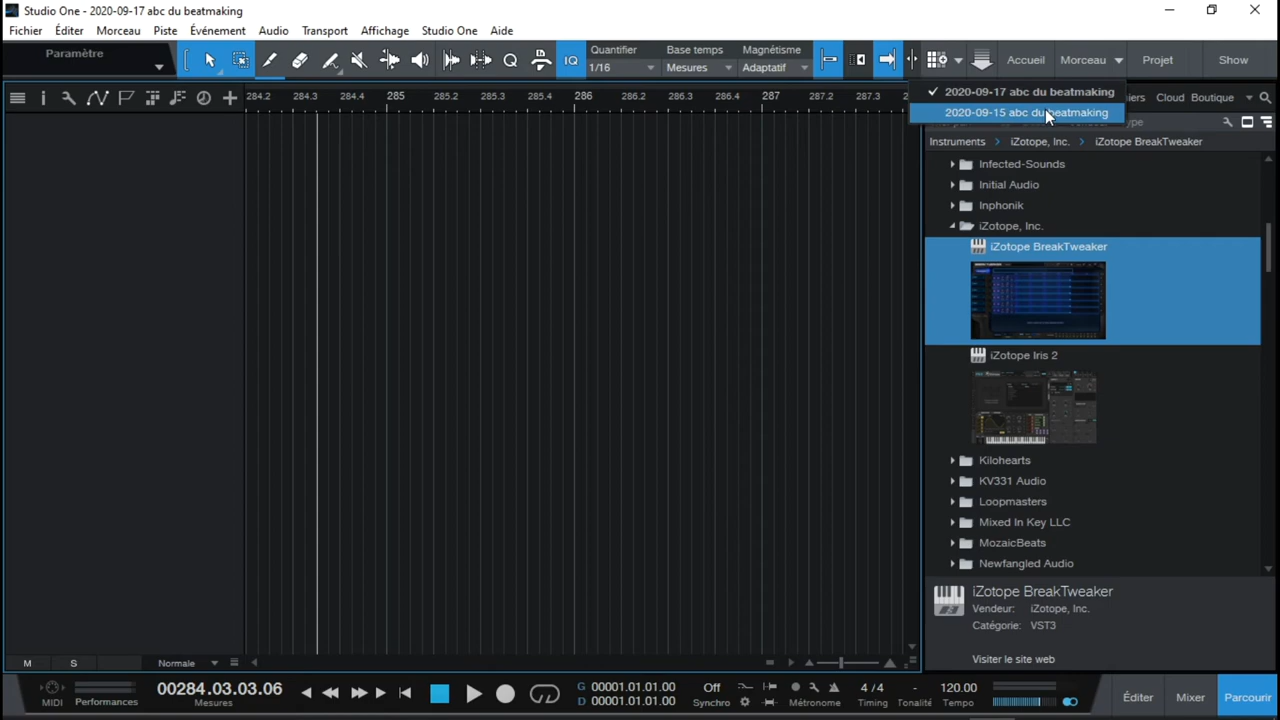 Studio One - 2020-09-17 abc du beatmaking
Fichier Éditer Morceau Piste Événement Audio Transport Affichage Studio One Aide
Paramètre
IQ
Quantifier
1/16
Base temps
Mesures
Magnétisme
Adaptatif
Accueil Morceau Projet Show
284.2 284.3 284.4 285 285.2 285.3 285.4 286 286.2 286.3 286.4 287 287.2 287.3 2
2020-09-17 abc du beatmaking
2020-09-15 abc du beatmaking
iers Cloud Boutique
ype
Instruments iZotope, Inc. iZotope BreakTweaker
Infected-Sounds
Initial Audio
Inphonik
iZotope, Inc.
iZotope BreakTweaker
iZotope Iris 2
Kilohearts
KV331 Audio
Loopmasters
Mixed In Key LLC
MozaicBeats
Newfangled Audio
iZotope BreakTweaker
Vendeur: iZotope, Inc.
Catégorie: VST3
Visiter le site web
M S Normale
MIDI
Performances
00284.03.03.06
Mesures
G 00001.01.01.00
D 00001.01.01.00
Off
Synchro
Métronome
4 / 4
Timing
-
Tonalité
120.00
Tempo
Éditer Mixer Parcourir